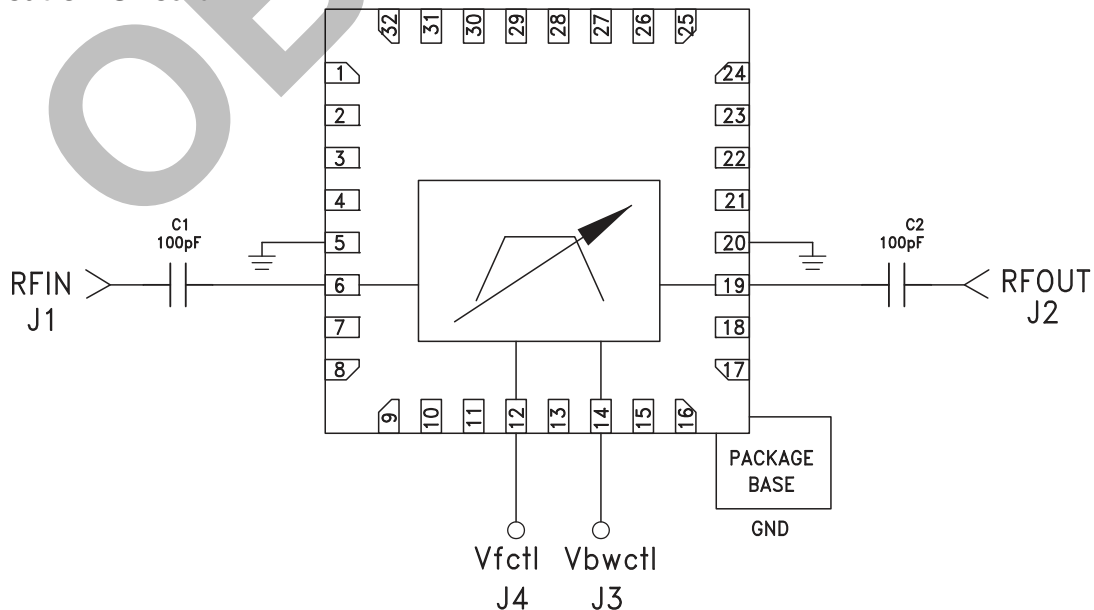 32 31 30 29 28 27 26 25
1 24
2 23
3 22
4 21
C1
100pF
5 20
C2
100pF
RFIN
J1
6 19
RFOUT
J2
7 18
8 17
9 10 11 12 13 14 15 16
PACKAGE
BASE
GND
Vfctl Vbwctl
J4 J3